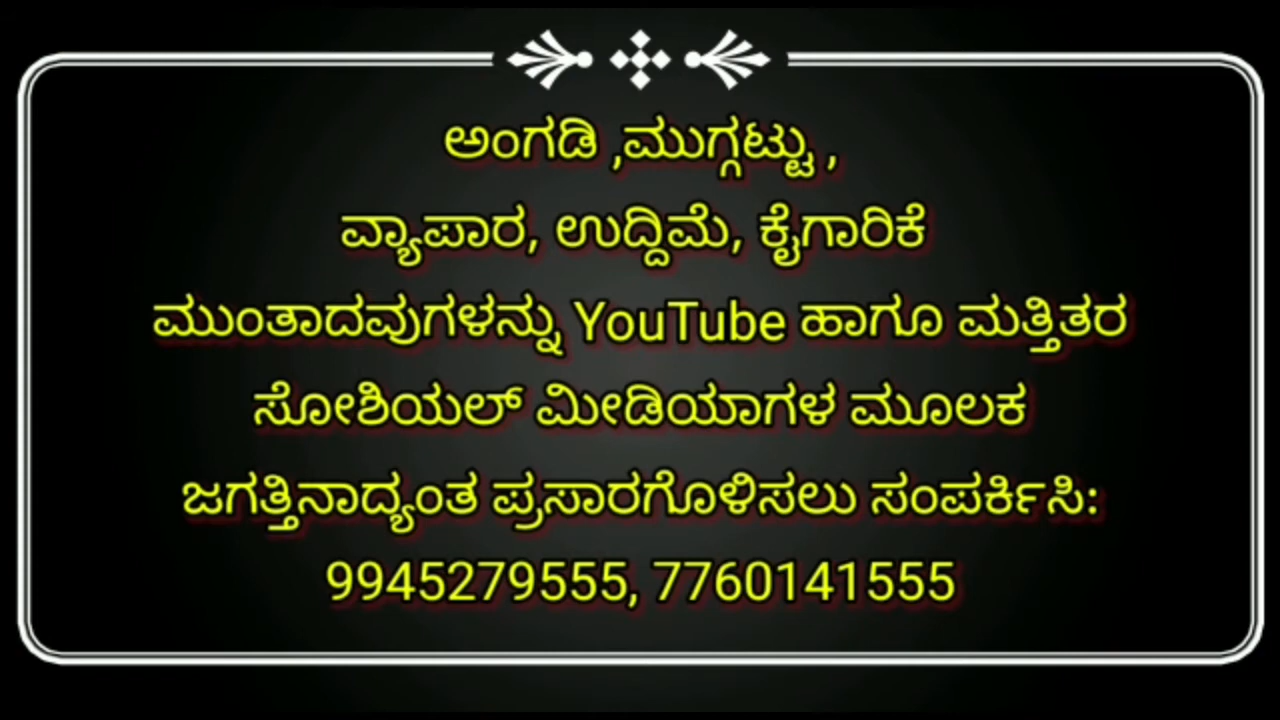 ಅಂಗಡಿ ,ಮುಗ್ಗಟ್ಟು ,
ವ್ಯಾಪಾರ, ಉದ್ದಿಮೆ, ಕೈಗಾರಿಕೆ
ಮುಂತಾದವುಗಳನ್ನು YouTube ಹಾಗೂ ಮತ್ತಿತರ
ಸೋಶಿಯಲ್ ಮೀಡಿಯಾಗಳ ಮೂಲಕ
ಜಗತ್ತಿನಾದ್ಯಂತ ಪ್ರಸಾರಗೊಳಿಸಲು ಸಂಪರ್ಕಿಸಿ:
9945279555, 7760141555